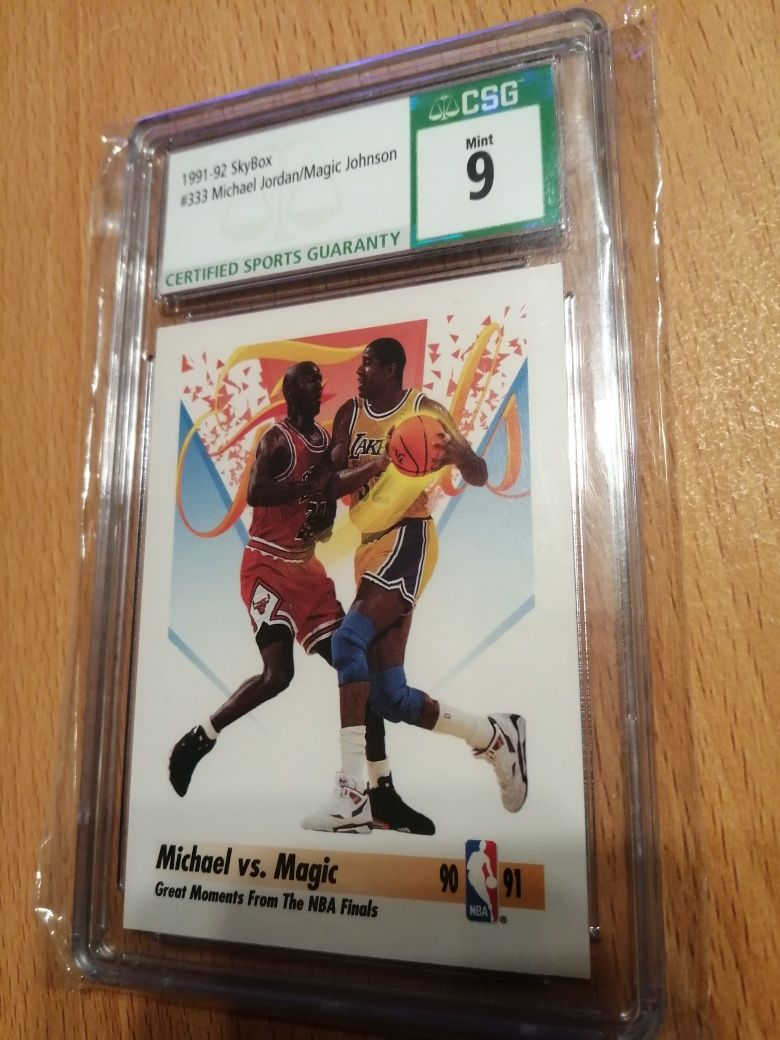 1991-92 SkyBox
#333 Michael Jordan/Magic Johnson
CERTIFIED SPORTS GUARANTY
CSG
Mint
9
LAKE
Michael vs. Magic
Great Moments From The NBA Finals
90 91
NBA